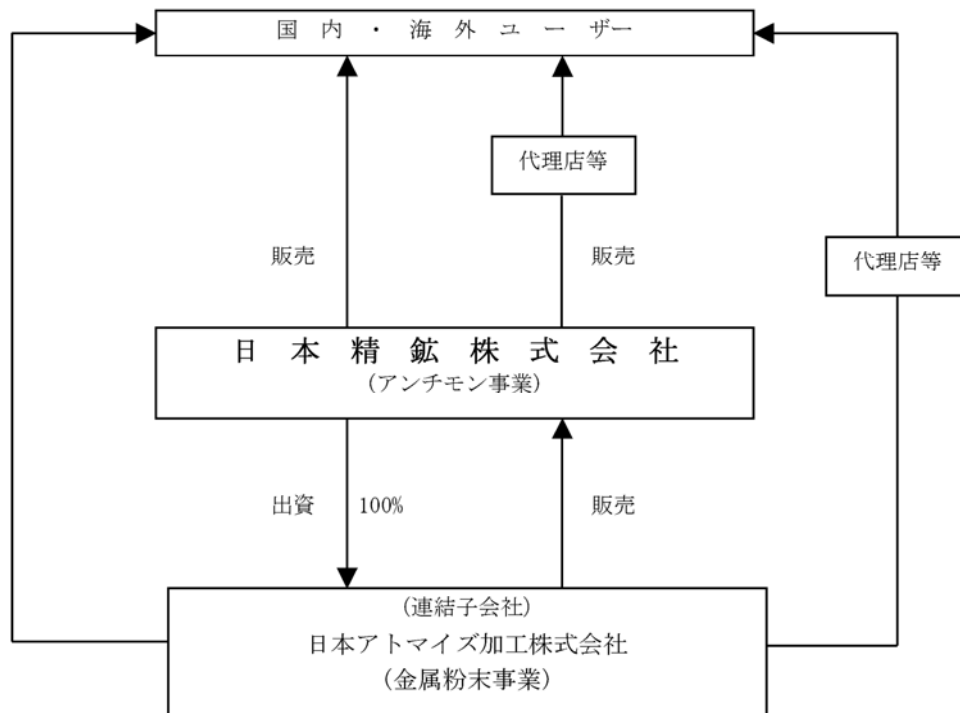 国内・海外ユーザー
代理店等
販売
販売
代理店等
日本精鉱株式会社
(アンチモン事業)
出資
100%
販売
(連結子会社)
日本アトマイズ加工株式会社
(金属粉末事業)